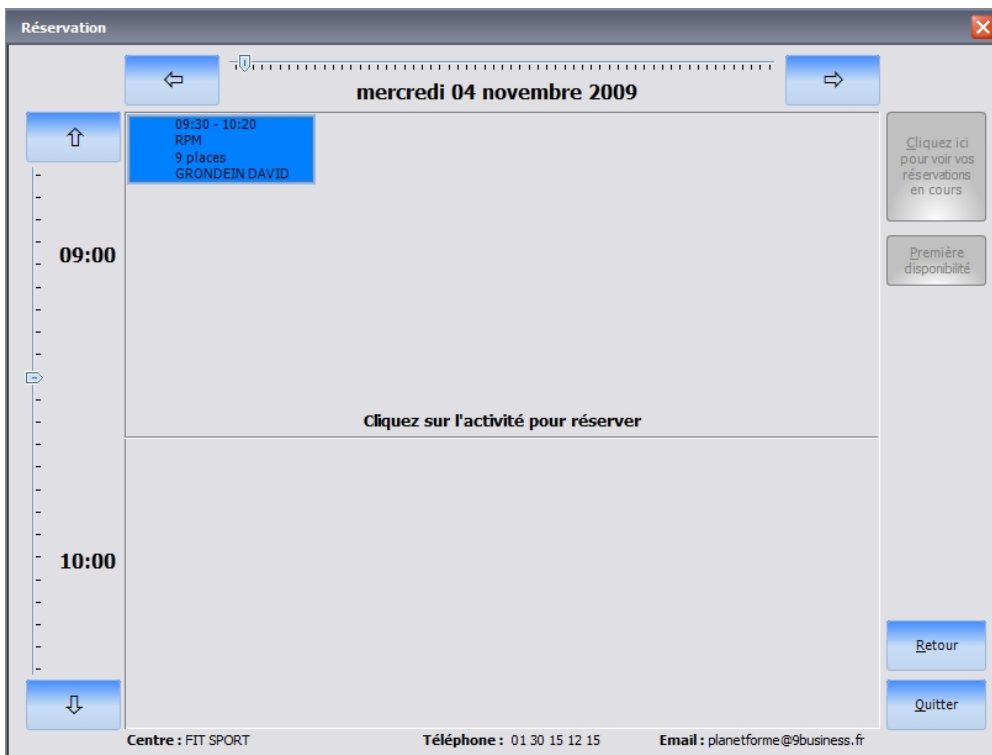 Réservation
mercredi 04 novembre 2009
09:30 - 10:20
RPM
9 places
GRONDEIN DAVID
Cliquez ici
pour voir vos
réservations
en cours
09:00
Première
disponibilité
Cliquez sur l'activité pour réserver
10:00
Retour
Quitter
Centre : FIT SPORT Téléphone : 01 30 15 12 15 Email : planetforme@9business.fr